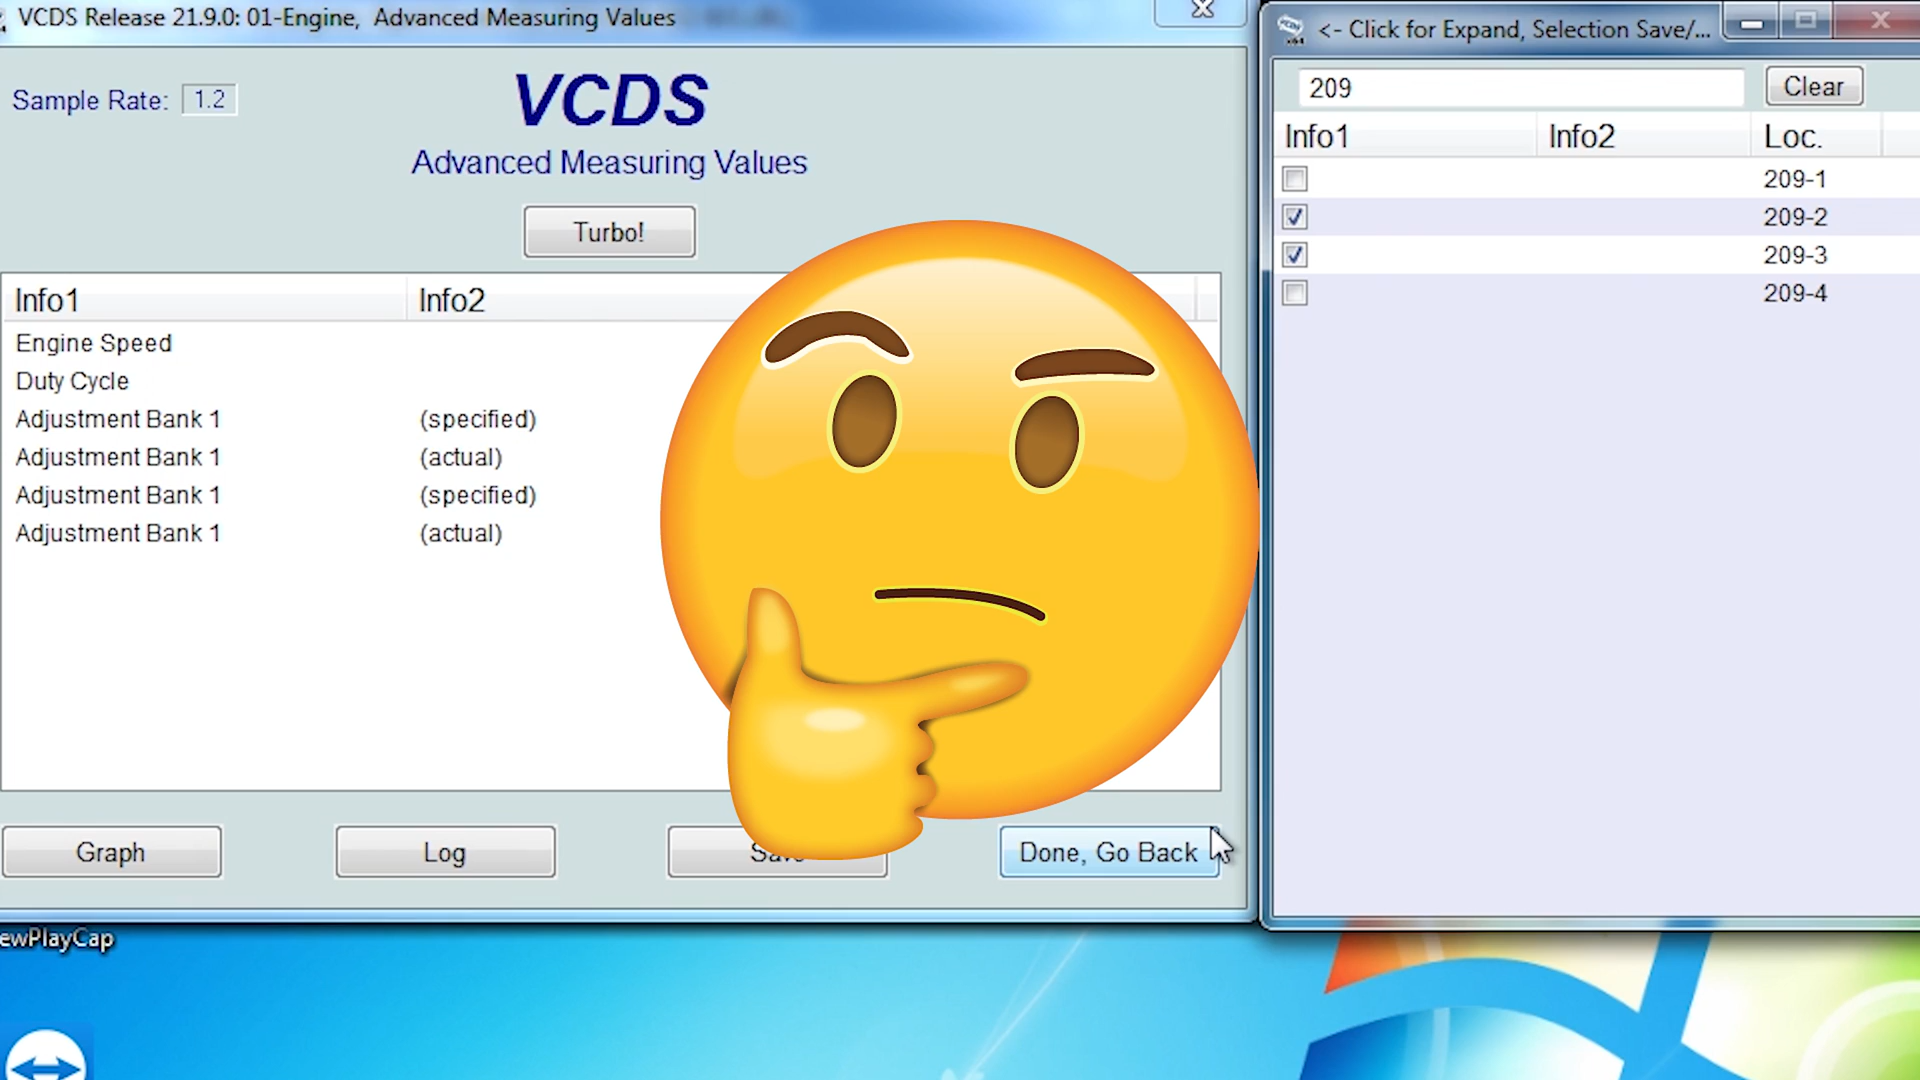 VCDS Release 21.9.0: 01-Engine, Advanced Measuring Values
Sample Rate: 1.2
VCDS
Advanced Measuring Values
Turbo!
Info1 Info2
Engine Speed
Duty Cycle
Adjustment Bank 1 (specified)
Adjustment Bank 1 (actual)
Adjustment Bank 1 (specified)
Adjustment Bank 1 (actual)
Graph Log Save Done, Go Back
<- Click for Expand, Selection Save/...
209 Clear
Info1 Info2 Loc.
209-1
209-2
209-3
209-4
ewPlayCap